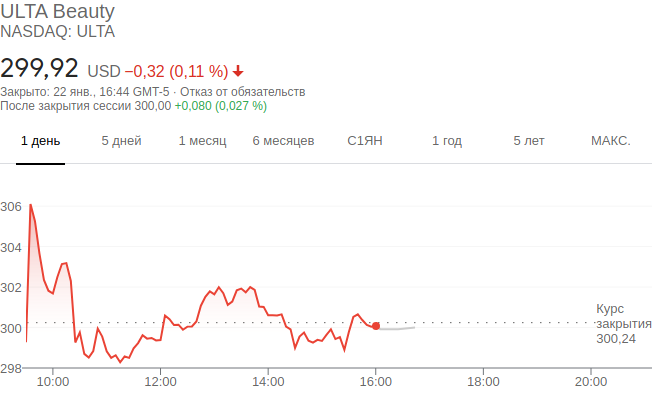 ULTA Beauty
NASDAQ: ULTA
299,92 USD −0,32 (0,11 %)
Закрыто: 22 янв., 16:44 GMT-5 · Отказ от обязательств
После закрытия сессии 300,00 +0,080 (0,027 %)
1 день 5 дней 1 месяц 6 месяцев С1ЯН 1 год 5 лет МАКС.
306
304
302
300
298
Курс
закрытия
300,24
10:00 12:00 14:00 16:00 18:00 20:00